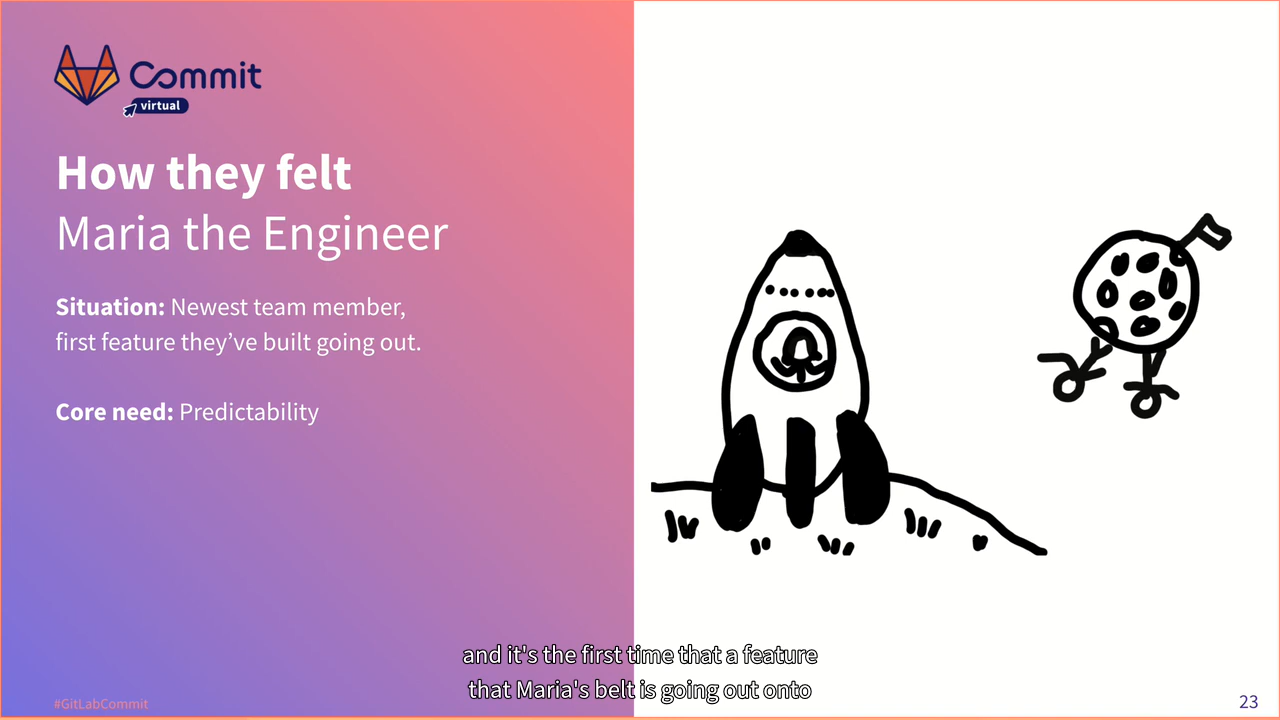 Commit
virtual
How they felt
Maria the Engineer
Situation: Newest team member,
first feature they’ve built going out.
Core need: Predictability
and it's the first time that a feature
that Maria's belt is going out onto
#GitLabCommit
23